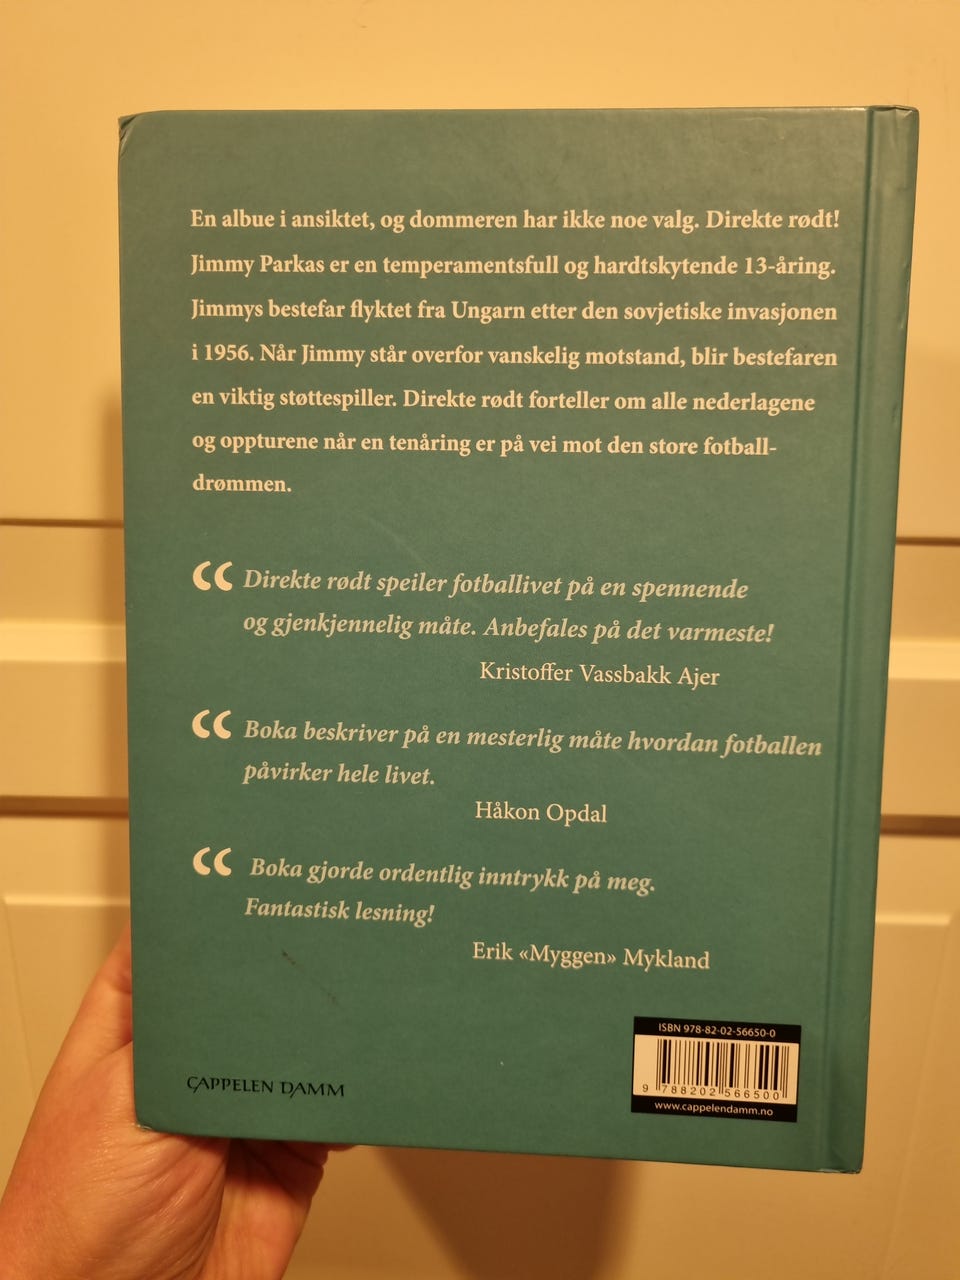 En albue i ansiktet, og dommeren har ikke noe valg. Direkte rødt!
Jimmy Parkas er en temperamentsfull og hardtskytende 13-åring.
Jimmys bestefar flyktet fra Ungarn etter den sovjetiske invasjonen
i 1956. Når Jimmy står overfor vanskelig motstand, blir bestefaren
en viktig støttespiller. Direkte rødt forteller om alle nederlagene
og oppturene når en tenåring er på vei mot den store fotball-
drømmen.
“ Direkte rødt speiler fotballivet på en spennende
og gjenkjennelig måte. Anbefales på det varmeste!
Kristoffer Vassbakk Ajer
“ Boka beskriver på en mesterlig måte hvordan fotballen
påvirker hele livet.
Håkon Opdal
“ Boka gjorde ordentlig inntrykk på meg.
Fantastisk lesning!
Erik «Myggen» Mykland
ISBN 978-82-02-56650-0
9 788202 566500
www.cappelendamm.no
CAPPELEN DAMM